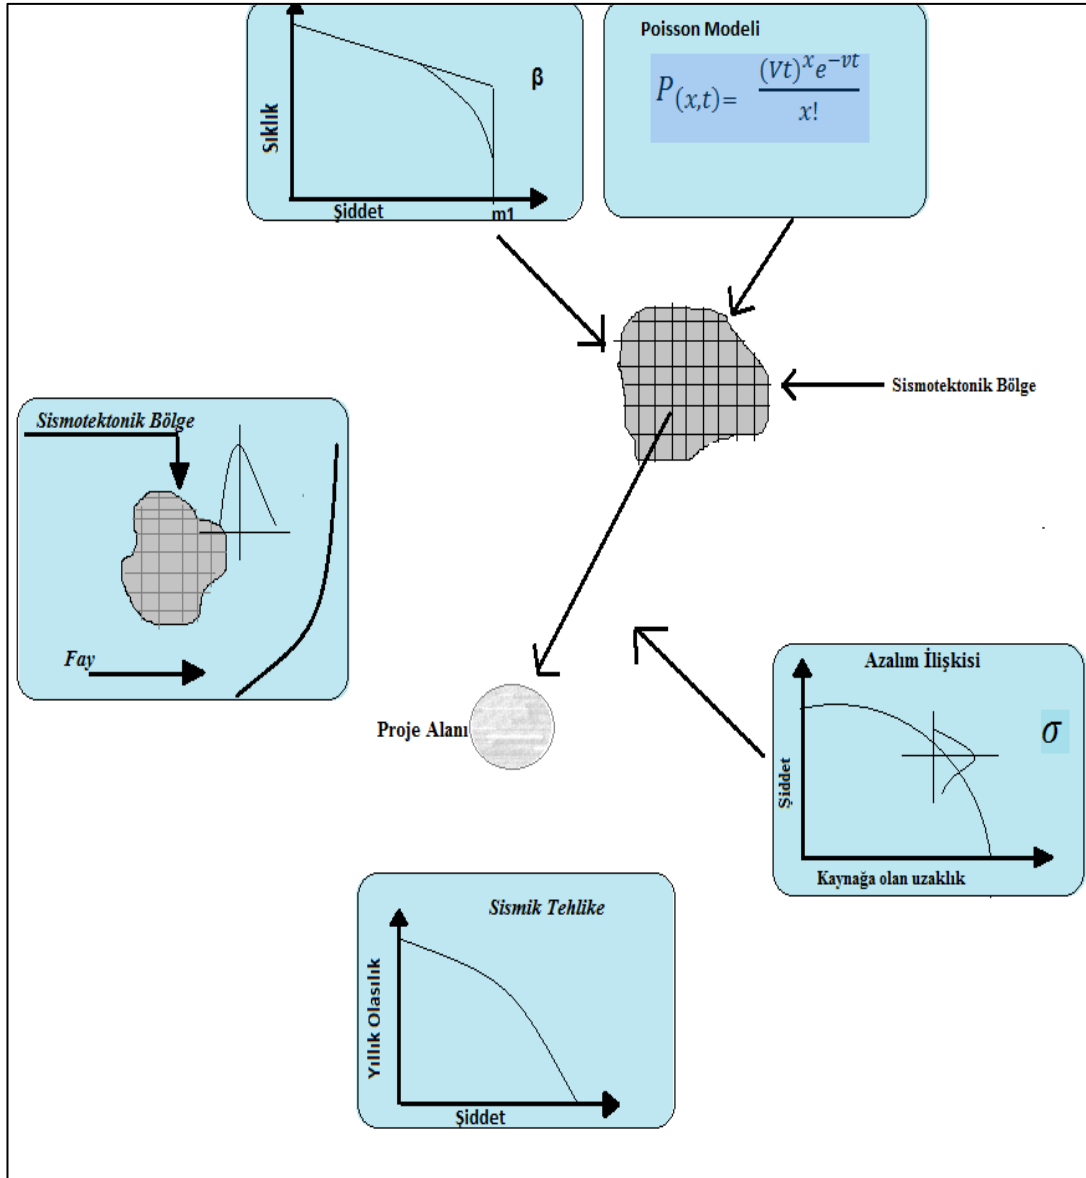 Sıklık
β
Şiddet
m1
Poisson Modeli
P(x,t)= (Vt)^x e^-vt / x!
Sismotektonik Bölge
Sismotektonik Bölge
Fay
Proje Alanı
Azalım İlişkisi
σ
Şiddet
Kaynağa olan uzaklık
Sismik Tehlike
Yıllık Olasılık
Şiddet